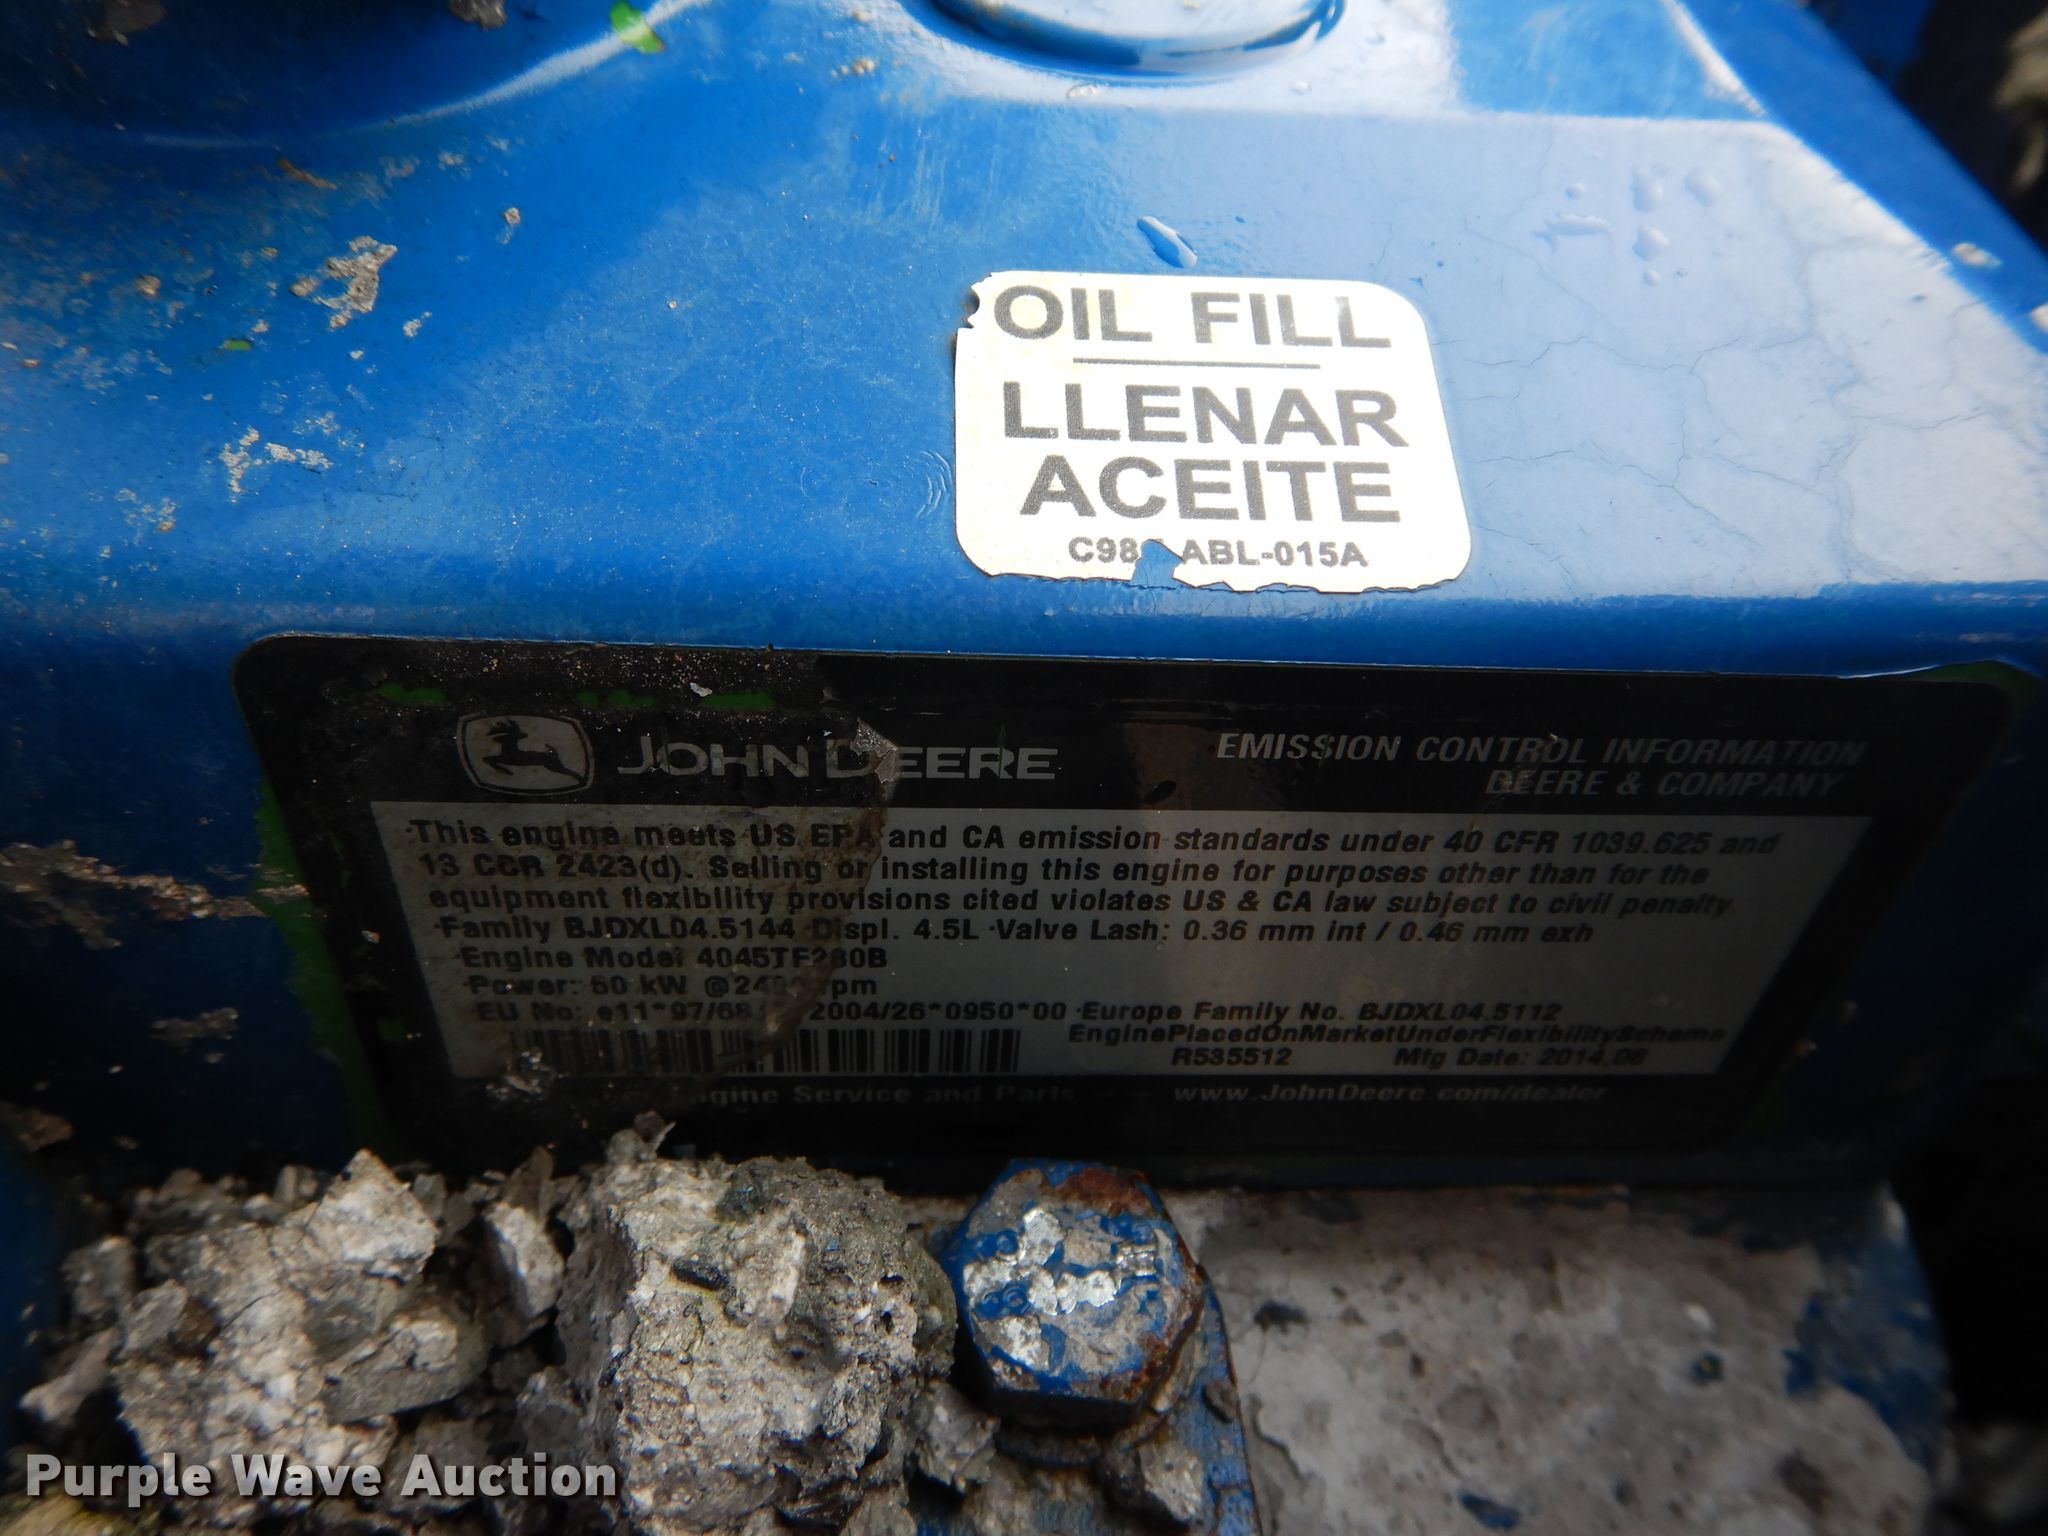 OIL FILL
LLENAR
ACEITE
ABL-015A
JOHN DEERE
EMISSION CONTROL INFORMATION
DEERE & COMPANY
·This engine meets US EPA and CA emission standards under 40 CFR 1039.625 and
13 CCR 2423(d). Selling or installing this engine for purposes other than for the
equipment flexibility provisions cited violates US & CA law subject to civil penalty
·Family BJDXL04.5144 ·Displ. 4.5L ·Valve Lash: 0.36 mm int / 0.46 mm exh
Engine Model
Power: 60 kW rpm
EU No: 2004/26*0950*00 ·Europe Family No. BJDXL04.5112
EnginePlacedOnMarketUnderFlexibilityScheme
R535512 Mfg Date: 2014,06
Engine Service and Parts -- www.JohnDeere.com/dealer
Purple Wave Auction